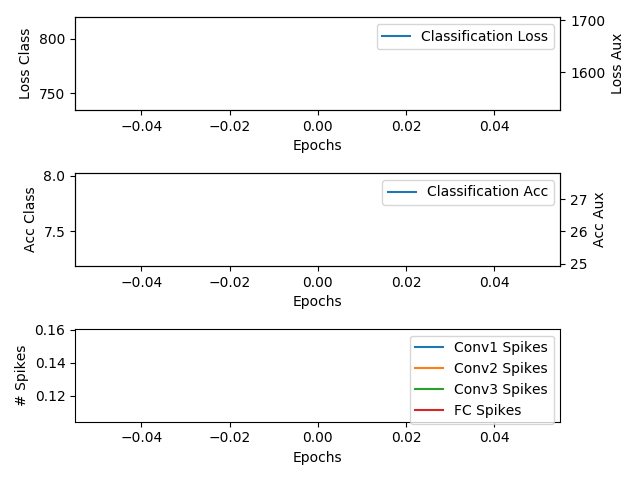 800
750
Loss Class
Classification Loss
1700
1600
Loss Aux
−0.04 −0.02 0.00 0.02 0.04
Epochs
8.0
7.5
Acc Class
Classification Acc
27
26
25
Acc Aux
−0.04 −0.02 0.00 0.02 0.04
Epochs
0.16
0.14
0.12
# Spikes
Conv1 Spikes
Conv2 Spikes
Conv3 Spikes
FC Spikes
−0.04 −0.02 0.00 0.02 0.04
Epochs